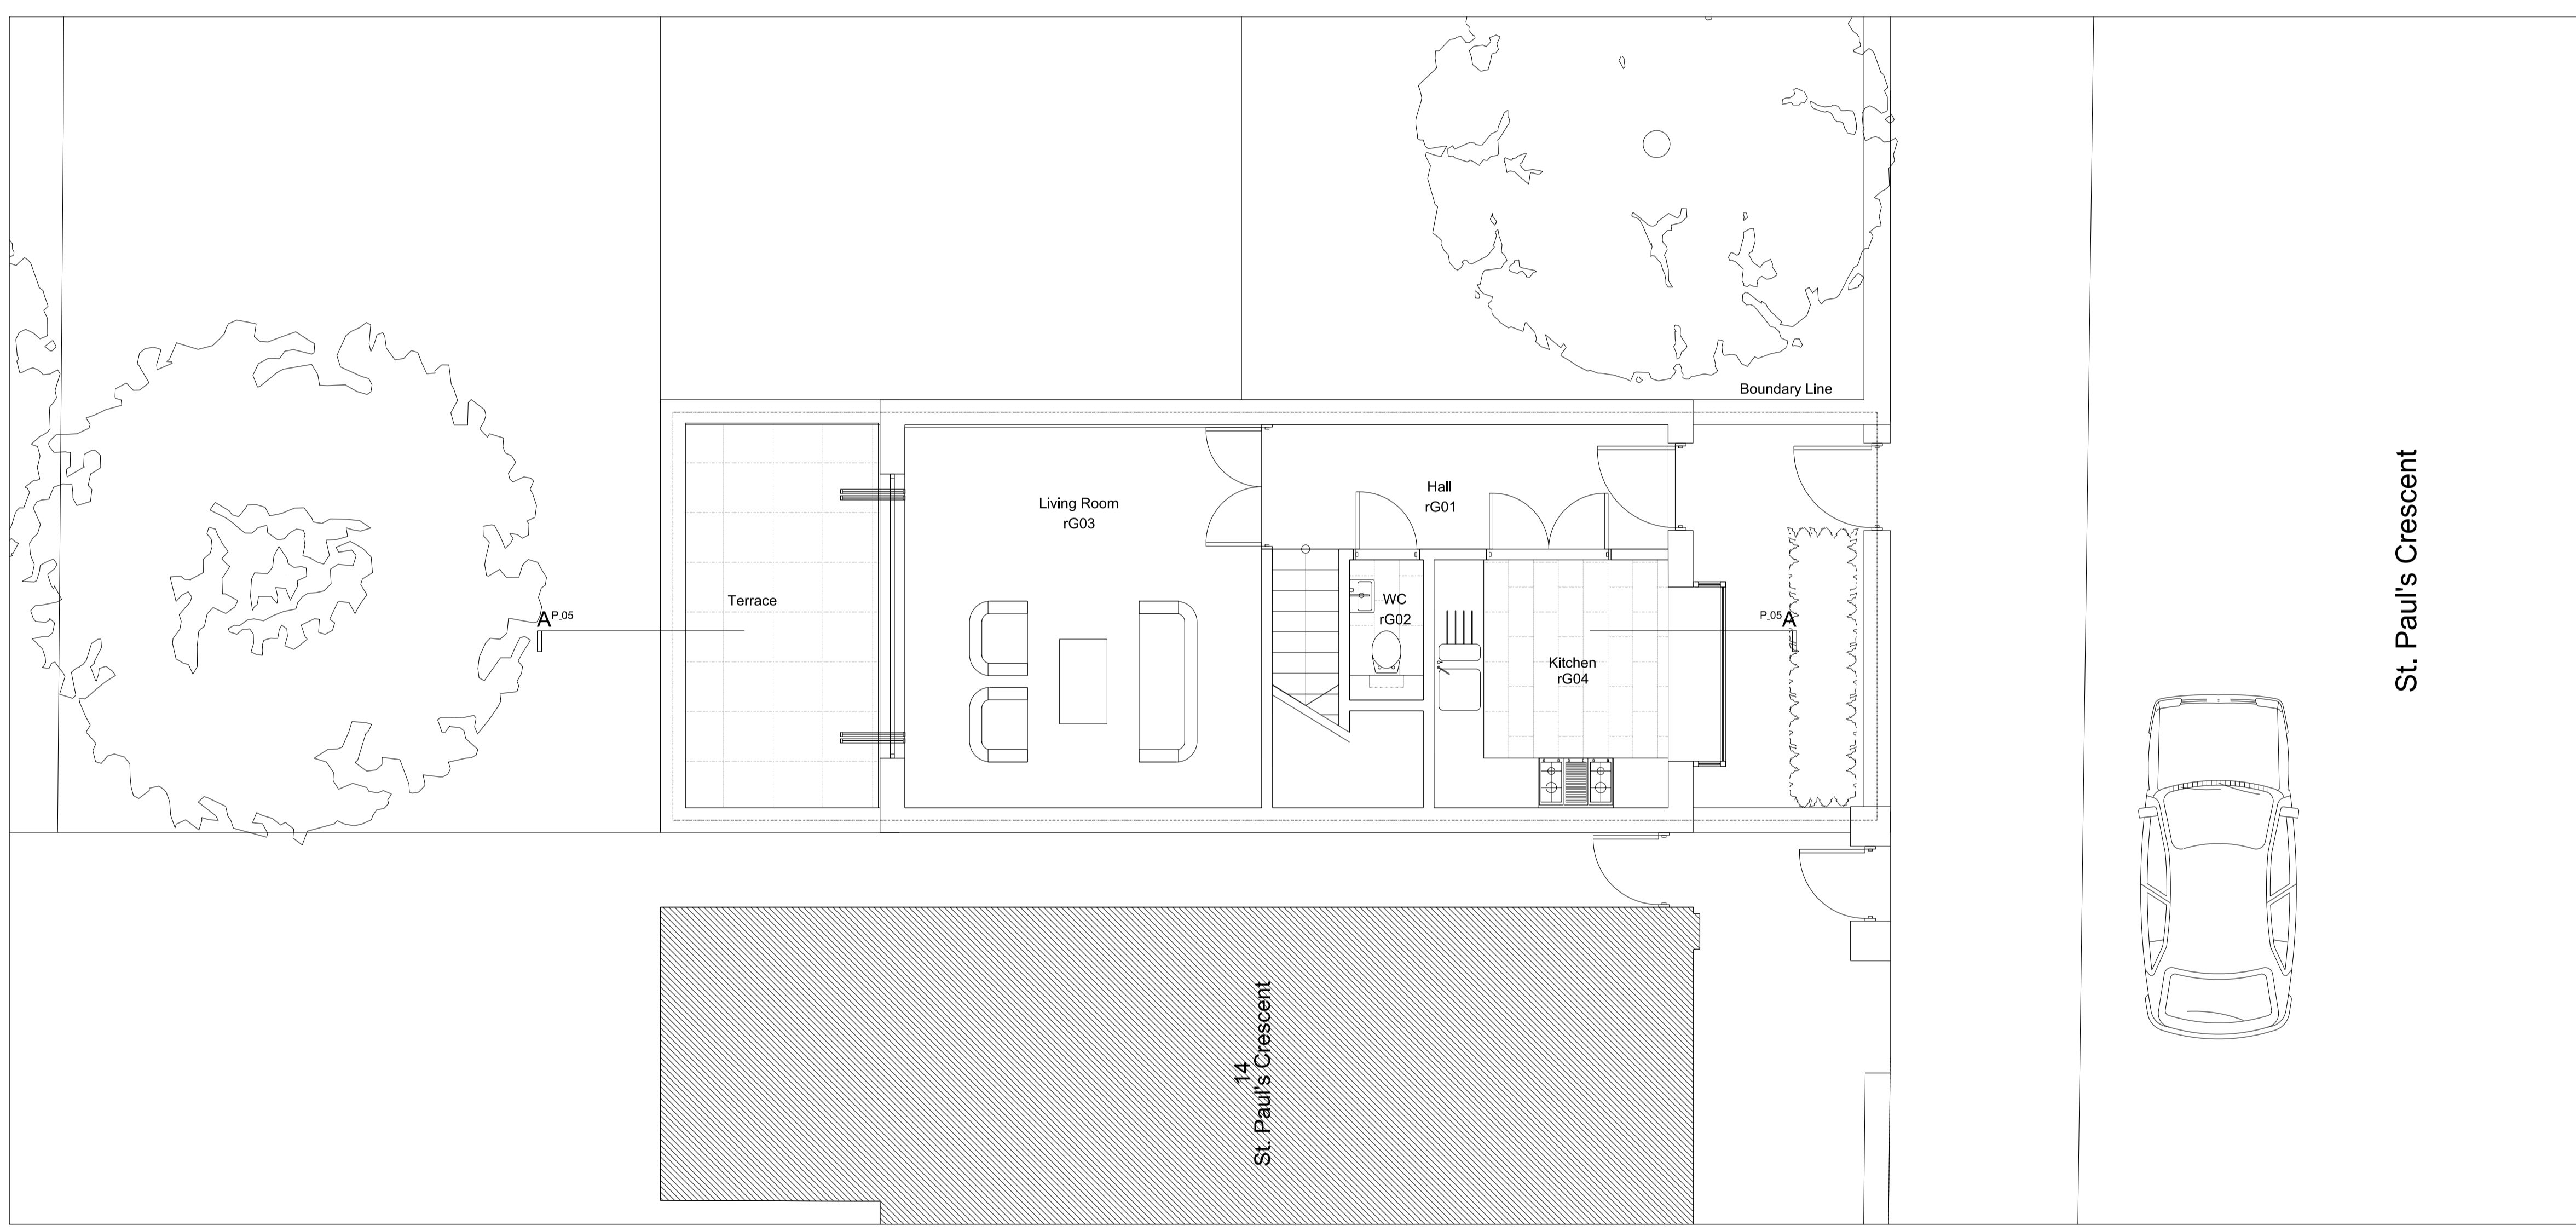 Boundary Line
Living Room
rG03
Hall
rG01
Terrace
WC
rG02
A P_05
P_05 A
Kitchen
rG04
St. Paul's Crescent
14
St. Paul's Crescent